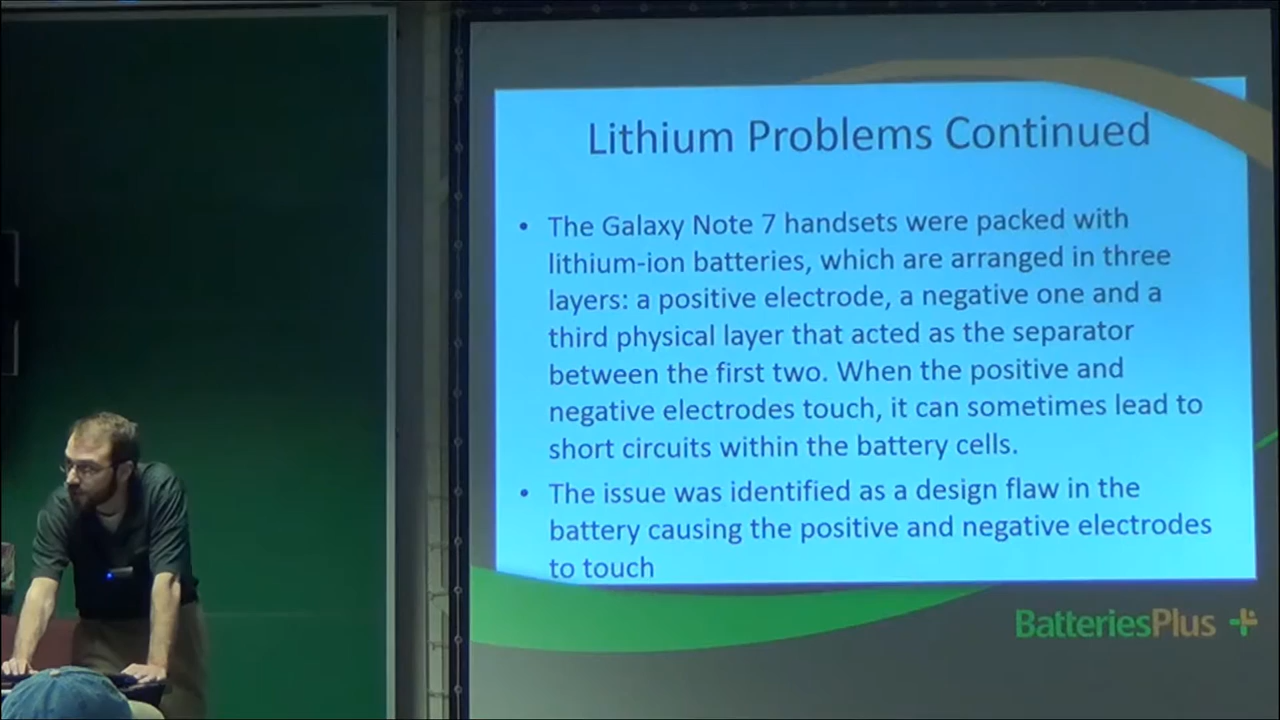 Lithium Problems Continued
• The Galaxy Note 7 handsets were packed with
lithium-ion batteries, which are arranged in three
layers: a positive electrode, a negative one and a
third physical layer that acted as the separator
between the first two. When the positive and
negative electrodes touch, it can sometimes lead to
short circuits within the battery cells.
• The issue was identified as a design flaw in the
battery causing the positive and negative electrodes
to touch
BatteriesPlus